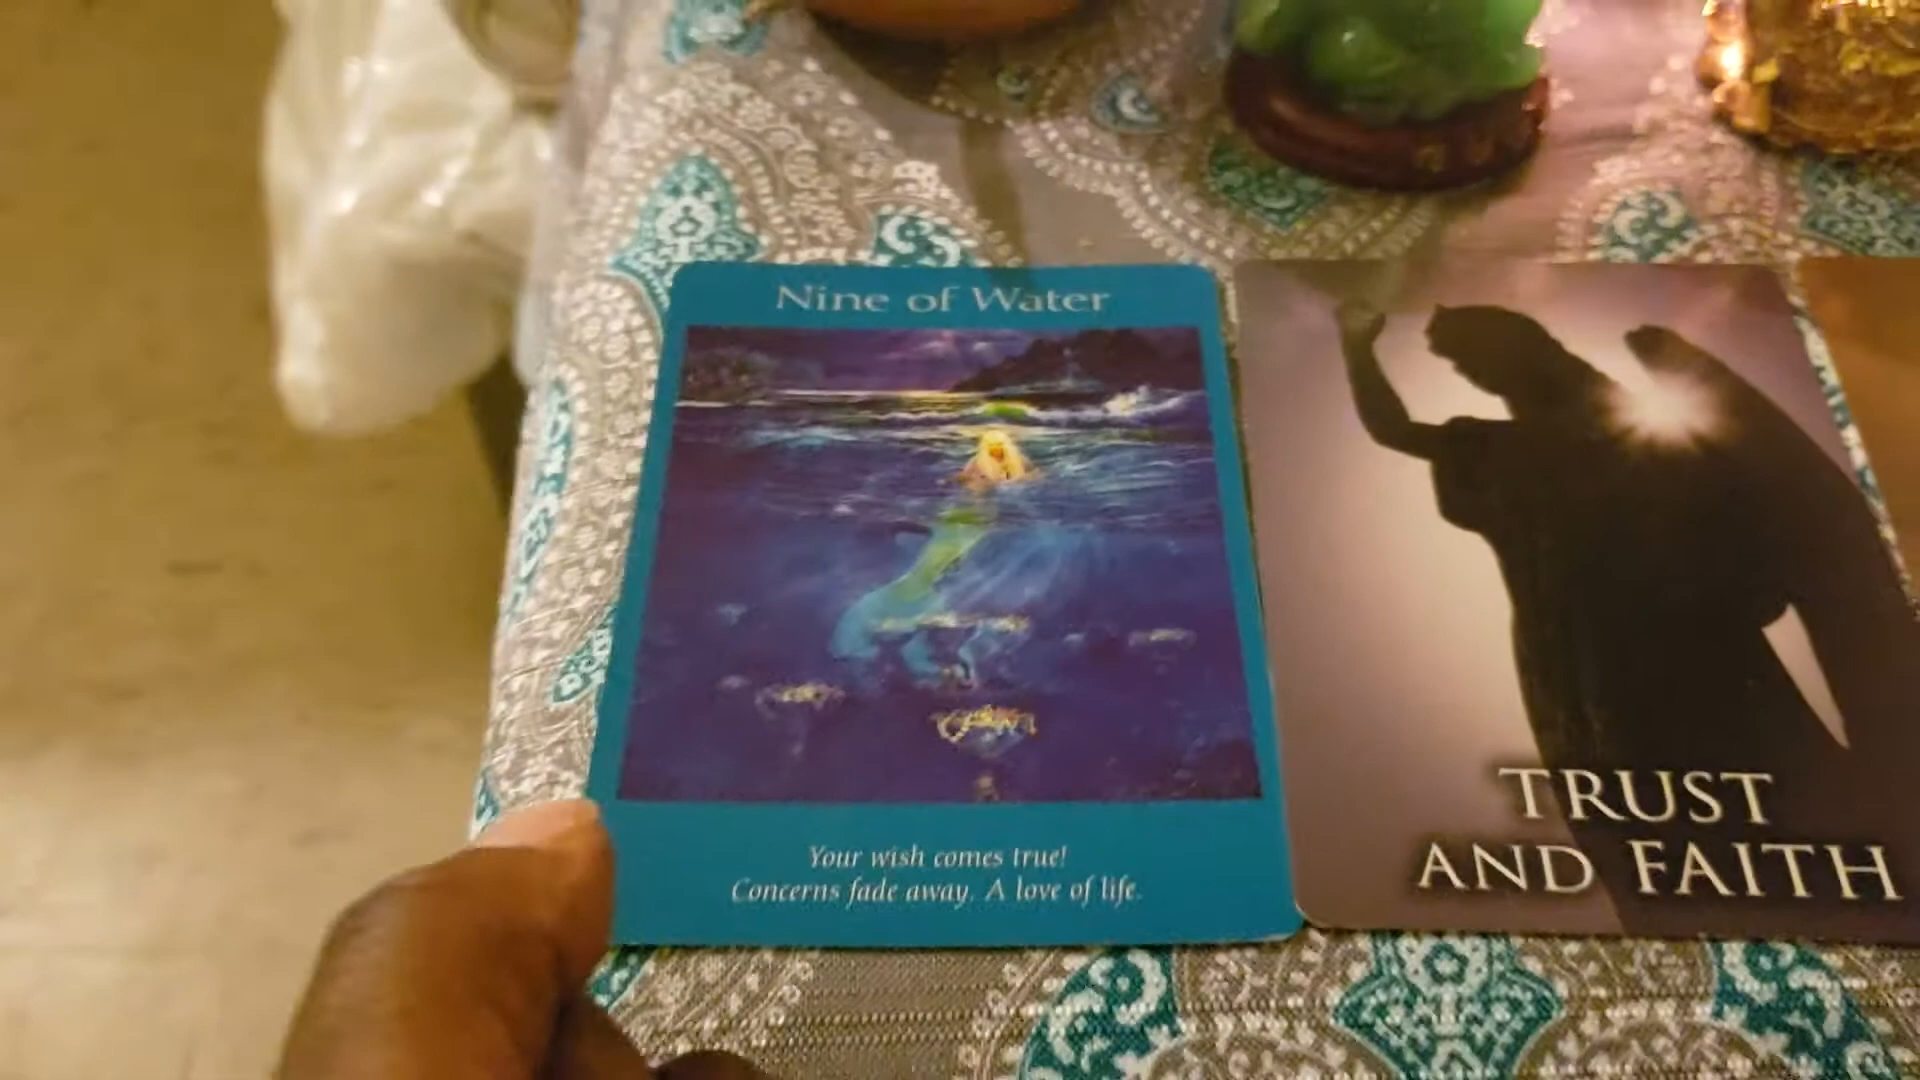 Nine of Water
Your wish comes true!
Concerns fade away. A love of life.
TRUST
AND FAITH